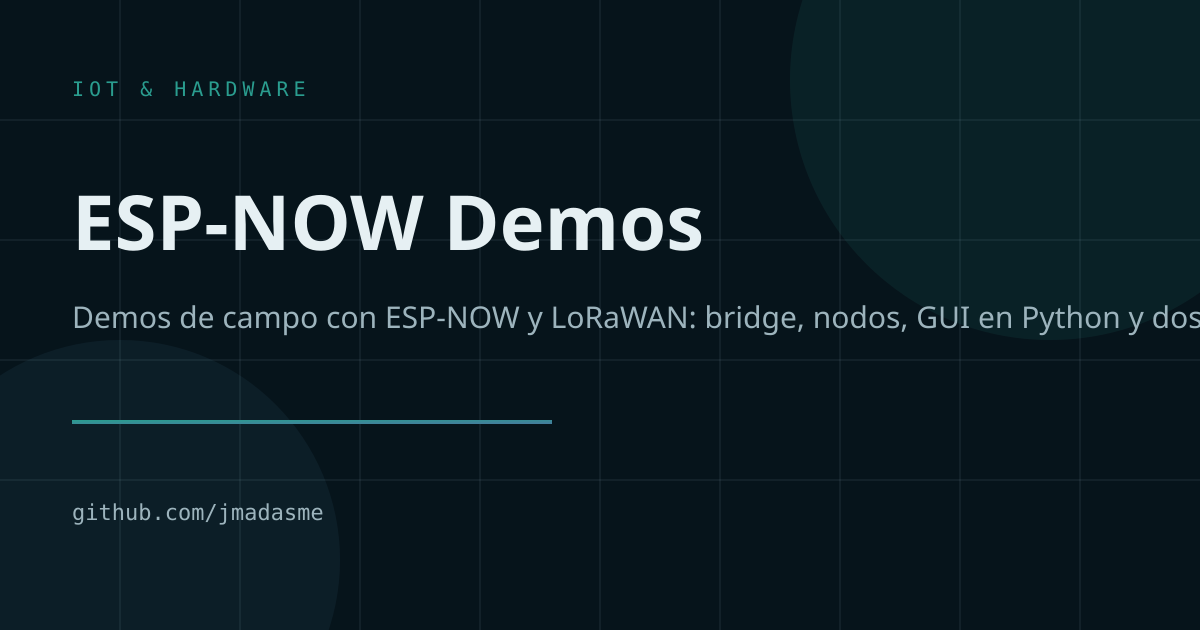 IOT & HARDWARE
ESP-NOW Demos
Demos de campo con ESP-NOW y LoRaWAN: bridge, nodos, GUI en Python y dos
github.com/jmadasme